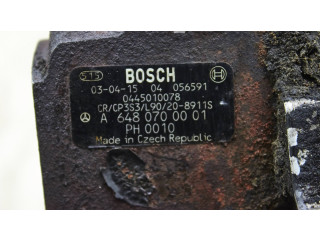 515 BOSCH
03-04-15 04 056591
0445010078
CR/CP3S3/L90/20-8911S
A 648 070 00 01
PH 0010
Made in Czech Republic